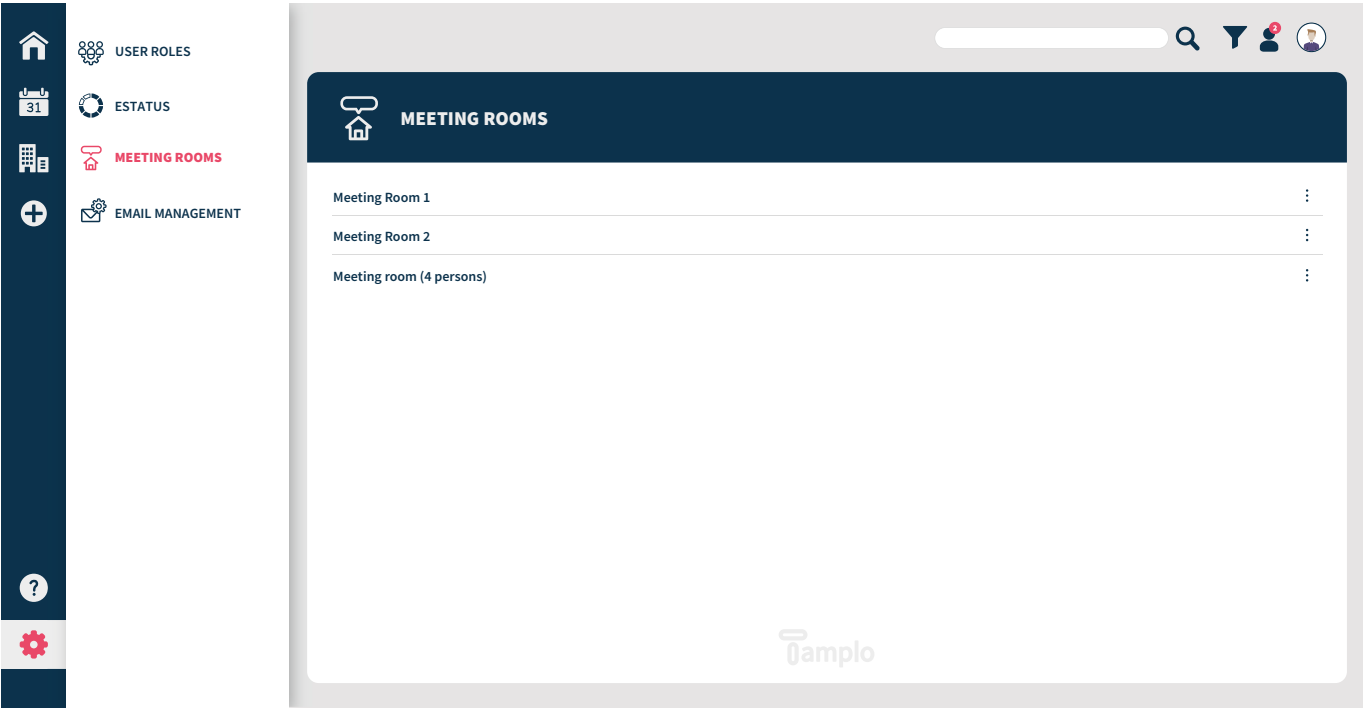 USER ROLES
ESTATUS
MEETING ROOMS
EMAIL MANAGEMENT
31
?
2
MEETING ROOMS
Meeting Room 1
Meeting Room 2
Meeting room (4 persons)
Tamplo